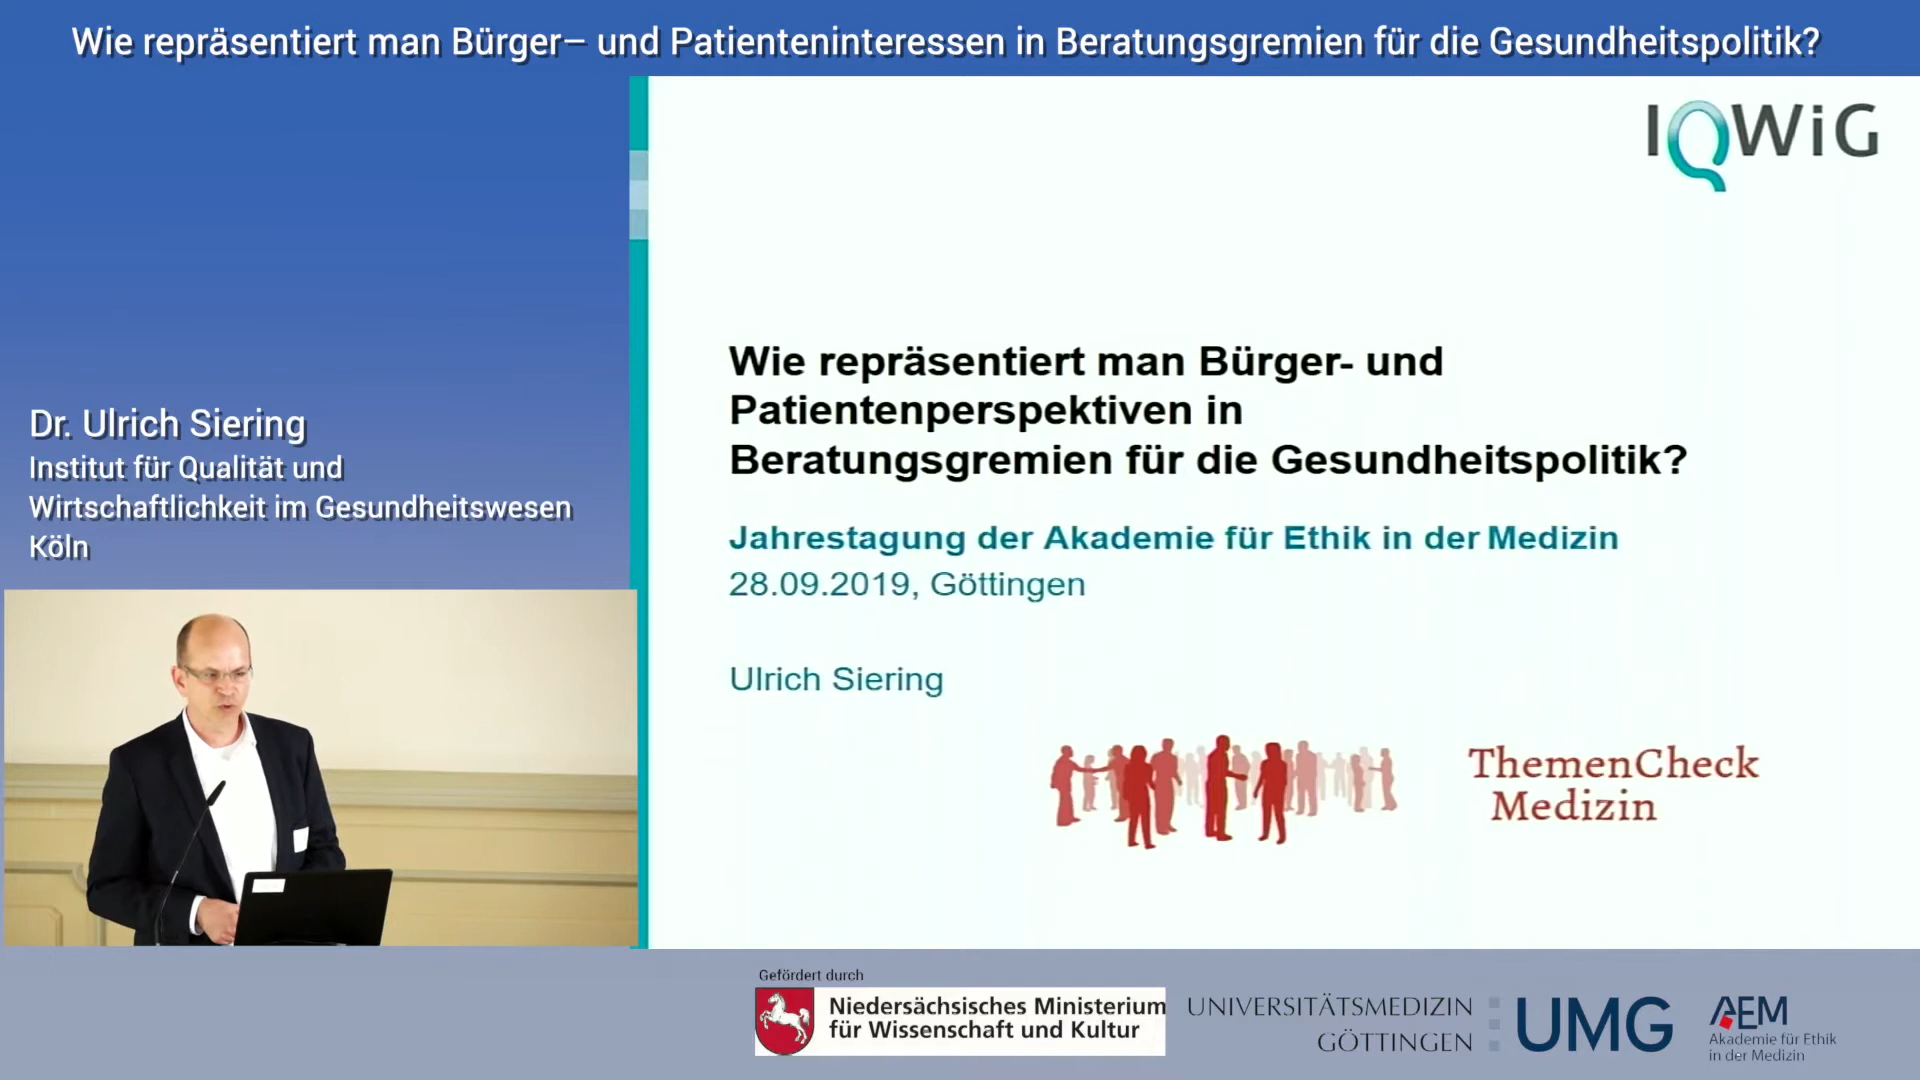 Wie repräsentiert man Bürger– und Patienteninteressen in Beratungsgremien für die Gesundheitspolitik?
IQWiG
Wie repräsentiert man Bürger- und
Patientenperspektiven in
Beratungsgremien für die Gesundheitspolitik?
Jahrestagung der Akademie für Ethik in der Medizin
28.09.2019, Göttingen
Ulrich Siering
ThemenCheck
Medizin
Dr. Ulrich Siering
Institut für Qualität und
Wirtschaftlichkeit im Gesundheitswesen
Köln
Gefördert durch
Niedersächsisches Ministerium
für Wissenschaft und Kultur
UNIVERSITÄTSMEDIZIN
GÖTTINGEN
UMG
AEM
Akademie für Ethik
in der Medizin